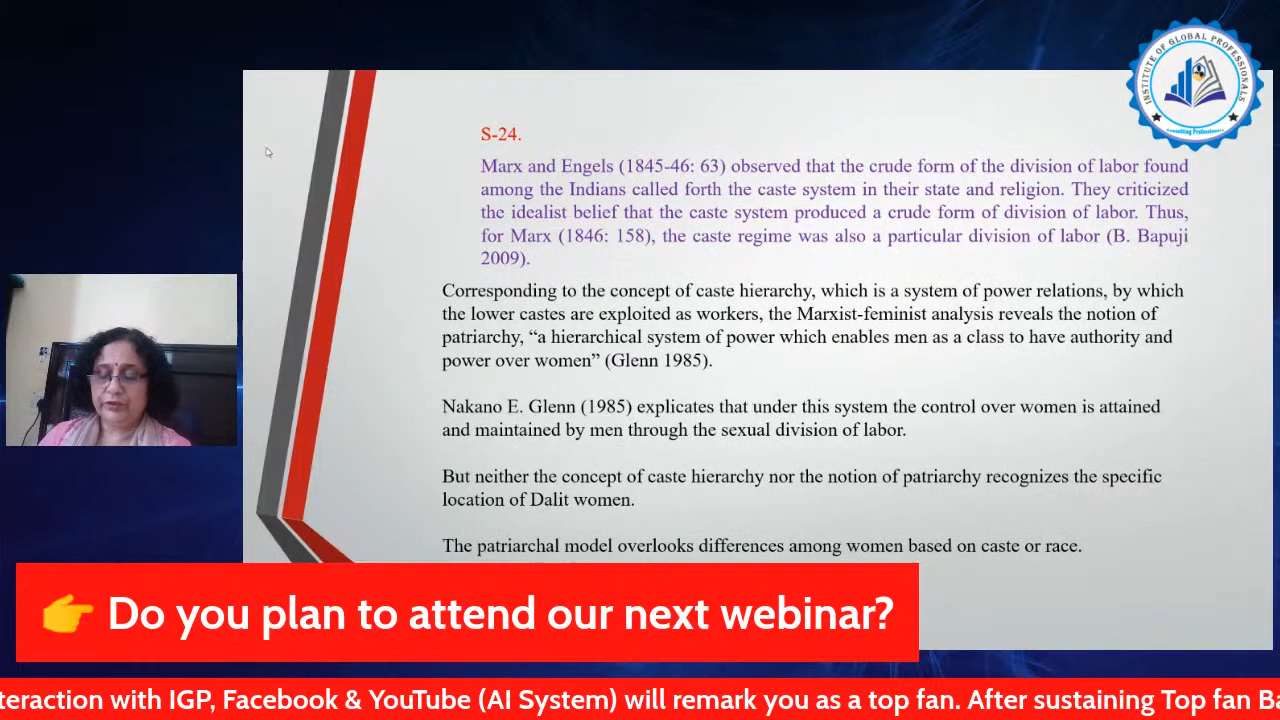 INSTITUTE OF GLOBAL PROFESSIONALS
S-24.
Marx and Engels (1845-46: 63) observed that the crude form of the division of labor found
among the Indians called forth the caste system in their state and religion. They criticized
the idealist belief that the caste system produced a crude form of division of labor. Thus,
for Marx (1846: 158), the caste regime was also a particular division of labor (B. Bapuji
2009).
Corresponding to the concept of caste hierarchy, which is a system of power relations, by which
the lower castes are exploited as workers, the Marxist-feminist analysis reveals the notion of
patriarchy, “a hierarchical system of power which enables men as a class to have authority and
power over women” (Glenn 1985).
Nakano E. Glenn (1985) explicates that under this system the control over women is attained
and maintained by men through the sexual division of labor.
But neither the concept of caste hierarchy nor the notion of patriarchy recognizes the specific
location of Dalit women.
The patriarchal model overlooks differences among women based on caste or race.
👉 Do you plan to attend our next webinar?
teraction with IGP, Facebook & YouTube (AI System) will remark you as a top fan. After sustaining Top fan Ba